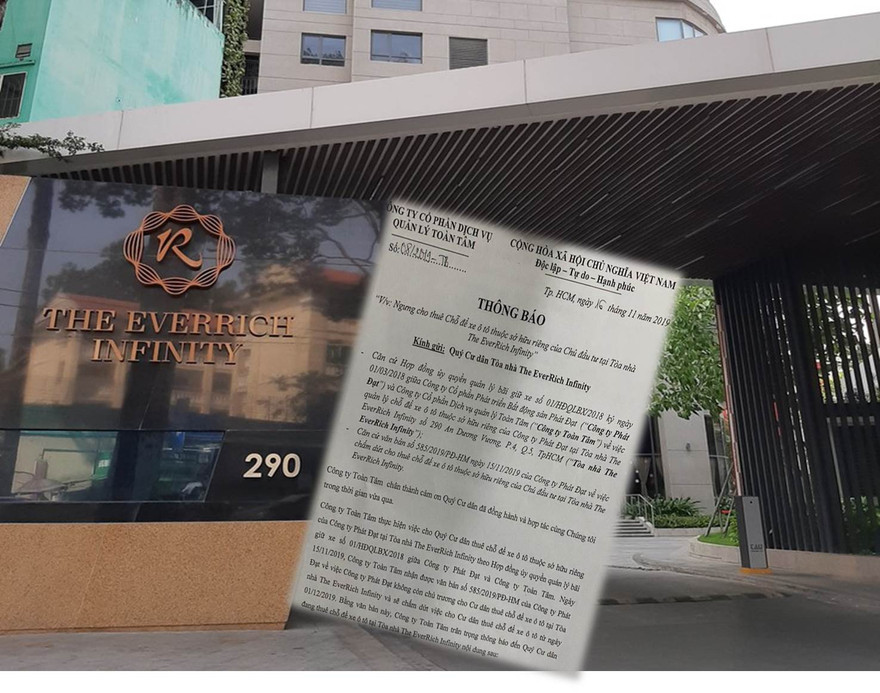 R
THE EVERRICH
INFINITY
290
ÔNG TY CỔ PHẦN DỊCH VỤ
QUẢN LÝ TOÀN TÂM
Số:
CỘNG HÒA XÃ HỘI CHỦ NGHĨA VIỆT NAM
Độc lập – Tự do – Hạnh phúc
Tp. HCM, ngày 16 tháng 11 năm 2019
THÔNG BÁO
"V/v: Ngưng cho thuê Chỗ để xe ô tô thuộc sở hữu riêng của Chủ đầu tư tại Tòa nhà
The EverRich Infinity"
Kính gửi: Quý Cư dân Tòa nhà The EverRich Infinity
- Căn cứ Hợp đồng ủy quyền quản lý bãi giữ xe số 01/HĐQLBX/2018 ký ngày
01/03/2018 giữa Công ty Cổ phần Phát triển Bất động sản Phát Đạt ("Công ty Phát
Đạt") và Công ty Cổ phần Dịch vụ quản lý Toàn Tâm ("Công ty Toàn Tâm") về việc
quản lý chỗ để xe ô tô thuộc sở hữu riêng của Công ty Phát Đạt tại Tòa nhà The
EverRich Infinity số 290 An Dương Vương, P.4, Q.5, TpHCM ("Tòa nhà The
EverRich Infinity");
- Căn cứ văn bản số 585/2019/PĐ-HM ngày 15/11/2019 của Công ty Phát Đạt về việc
chấm dứt cho thuê chỗ để xe ô tô thuộc sở hữu riêng của Chủ đầu tư tại Tòa nhà The
EverRich Infinity.
Công ty Toàn Tâm chân thành cám ơn Quý Cư dân đã đồng hành và hợp tác cùng Chúng tôi
trong thời gian vừa qua.
Công ty Toàn Tâm thực hiện việc cho Quý Cư dân thuê chỗ để xe ô tô thuộc sở hữu riêng
của Công ty Phát Đạt tại Tòa nhà The EverRich Infinity theo Hợp đồng ủy quyền quản lý bãi
giữ xe số 01/HĐQLBX/2018 giữa Công ty Phát Đạt và Công ty Toàn Tâm. Ngày
15/11/2019, Công ty Toàn Tâm nhận được văn bản số 585/2019/PĐ-HM của Công ty Phát
Đạt về việc Công ty Phát Đạt không còn chủ trương cho Cư dân thuê chỗ để xe ô tô tại Tòa
nhà The EverRich Infinity và sẽ chấm dứt việc cho Cư dân thuê chỗ để xe ô tô từ ngày
01/12/2019. Bằng văn bản này, Công ty Toàn Tâm trân trọng thông báo đến Quý Cư dân
đang thuê chỗ để xe ô tô tại Tòa nhà The EverRich Infinity nội dung sau: